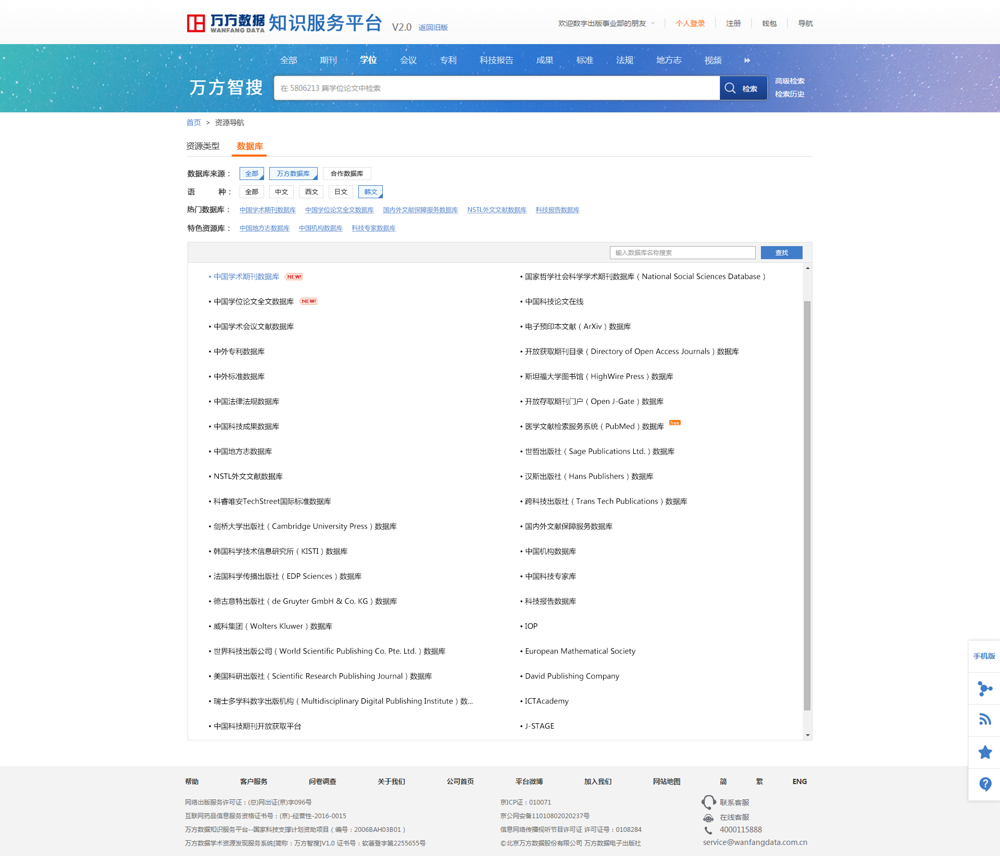 万方数据 WANFANG DATA 知识服务平台 V2.0 返回旧版 欢迎数字出版事业部的朋友 个人登录 注册 钱包 导航
全部 期刊 学位 会议 专利 科技报告 成果 标准 法规 地方志 视频
万方智搜 在 5806213 篇学位论文中检索 检索 高级检索
检索历史
首页 > 资源导航
资源类型 数据库
数据库来源： 全部 万方数据库 合作数据库
语 种： 全部 中文 西文 日文 韩文
热门数据库： 中国学术期刊数据库 中国学位论文全文数据库 国内外文献保障服务数据库 NSTL外文文献数据库 科技报告数据库
特色资源库： 中国地方志数据库 中国机构数据库 科技专家数据库
输入数据库名称搜索 查找
• 中国学术期刊数据库 NEW!
• 中国学位论文全文数据库 NEW!
• 中国学术会议文献数据库
• 中外专利数据库
• 中外标准数据库
• 中国法律法规数据库
• 中国科技成果数据库
• 中国地方志数据库
• NSTL外文文献数据库
• 科睿唯安TechStreet国际标准数据库
• 剑桥大学出版社（Cambridge University Press）数据库
• 韩国科学技术信息研究所（KISTI）数据库
• 法国科学传播出版社（EDP Sciences）数据库
• 德古意特出版社（de Gruyter GmbH & Co. KG）数据库
• 威科集团（Wolters Kluwer）数据库
• 世界科技出版公司（World Scientific Publishing Co. Pte. Ltd.）数据库
• 美国科研出版社（Scientific Research Publishing Journal）数据库
• 瑞士多学科数字出版机构（Multidisciplinary Digital Publishing Institute）数...
• 中国科技期刊开放获取平台
• 国家哲学社会科学学术期刊数据库（National Social Sciences Database）
• 中国科技论文在线
• 电子预印本文献（ArXiv）数据库
• 开放获取期刊目录（Directory of Open Access Journals）数据库
• 斯坦福大学图书馆（HighWire Press）数据库
• 开放存取期刊门户（Open J-Gate）数据库
• 医学文献检索服务系统（PubMed）数据库 free
• 世哲出版社（Sage Publications Ltd.）数据库
• 汉斯出版社（Hans Publishers）数据库
• 跨科技出版社（Trans Tech Publications）数据库
• 国内外文献保障服务数据库
• 中国机构数据库
• 中国科技专家库
• 科技报告数据库
• IOP
• European Mathematical Society
• David Publishing Company
• ICTAcademy
• J-STAGE
手机版
帮助 客户服务 问卷调查 关于我们 公司首页 平台微博 加入我们 网站地图 简 繁 ENG
网络出版服务许可证：(总)网出证(京)字096号
互联网药品信息服务资格证书号：(京)-经营性-2016-0015
万方数据知识服务平台--国家科技支撑计划资助项目（编号：2006BAH03B01）
万方数据学术资源发现服务系统[简称：万方智搜]V1.0 证书号：软著登字第2255655号
京ICP证：010071
京公网安备11010802020237号
信息网络传播视听节目许可证 许可证号：0108284
©北京万方数据股份有限公司 万方数据电子出版社
联系客服
在线客服
4000115888
service@wanfangdata.com.cn